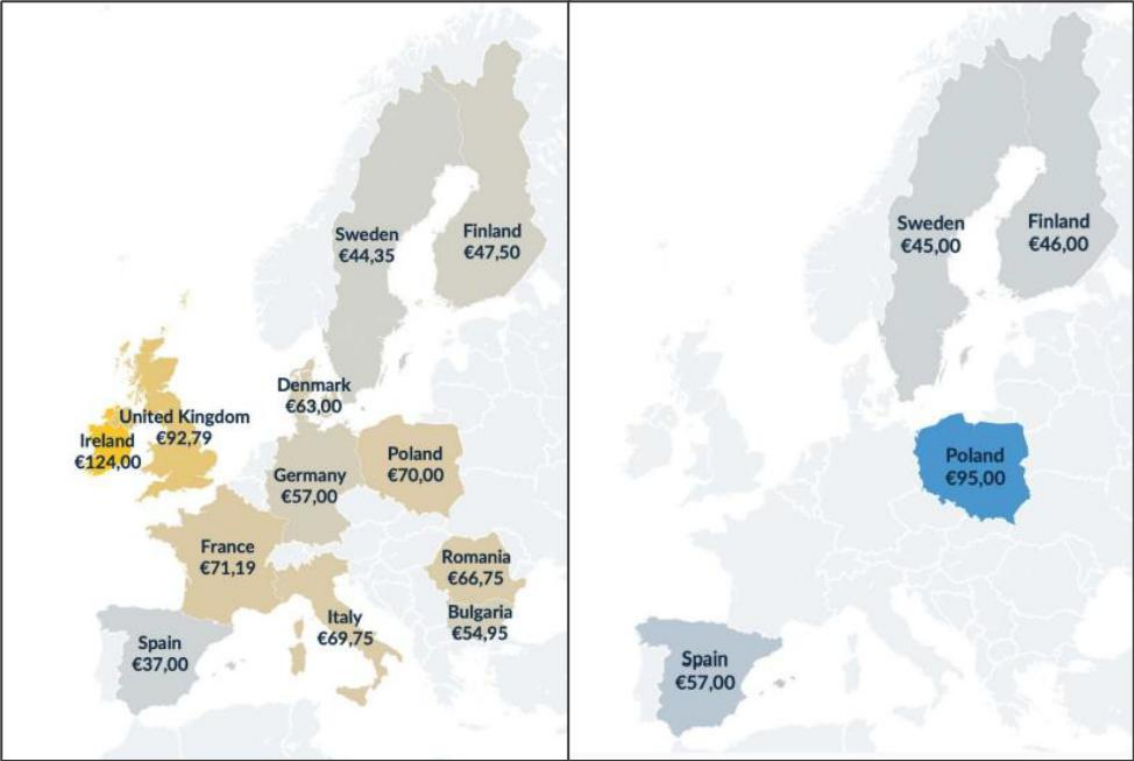 Sweden
€44,35
Finland
€47,50
Denmark
€63,00
United Kingdom
€92,79
Ireland
€124,00
Poland
€70,00
Germany
€57,00
France
€71,19
Romania
€66,75
Italy
€69,75
Bulgaria
€54,95
Spain
€37,00
Sweden
€45,00
Finland
€46,00
Poland
€95,00
Spain
€57,00